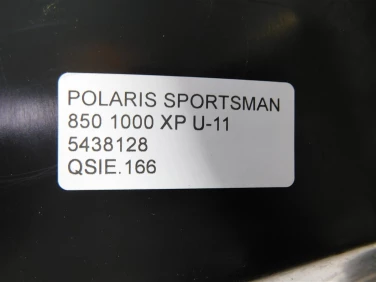 POLARIS SPORTSMAN
850 1000 XP U-11
5438128
QSIE.166